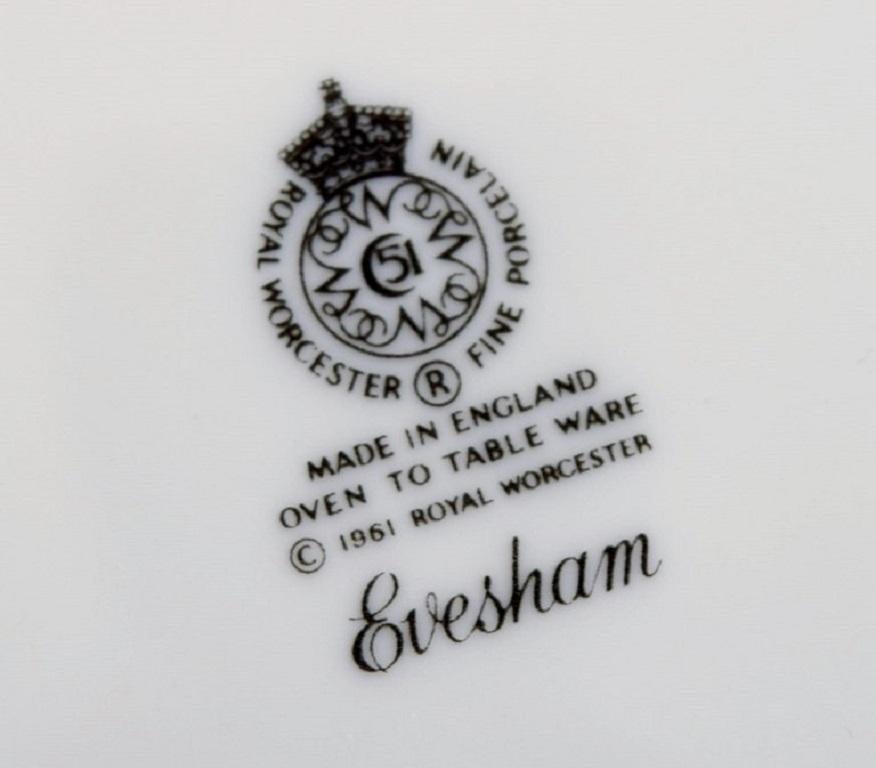 ROYAL WORCESTER ® FINE PORCELAIN
51
MADE IN ENGLAND
OVEN TO TABLE WARE
© 1961 ROYAL WORCESTER
Evesham